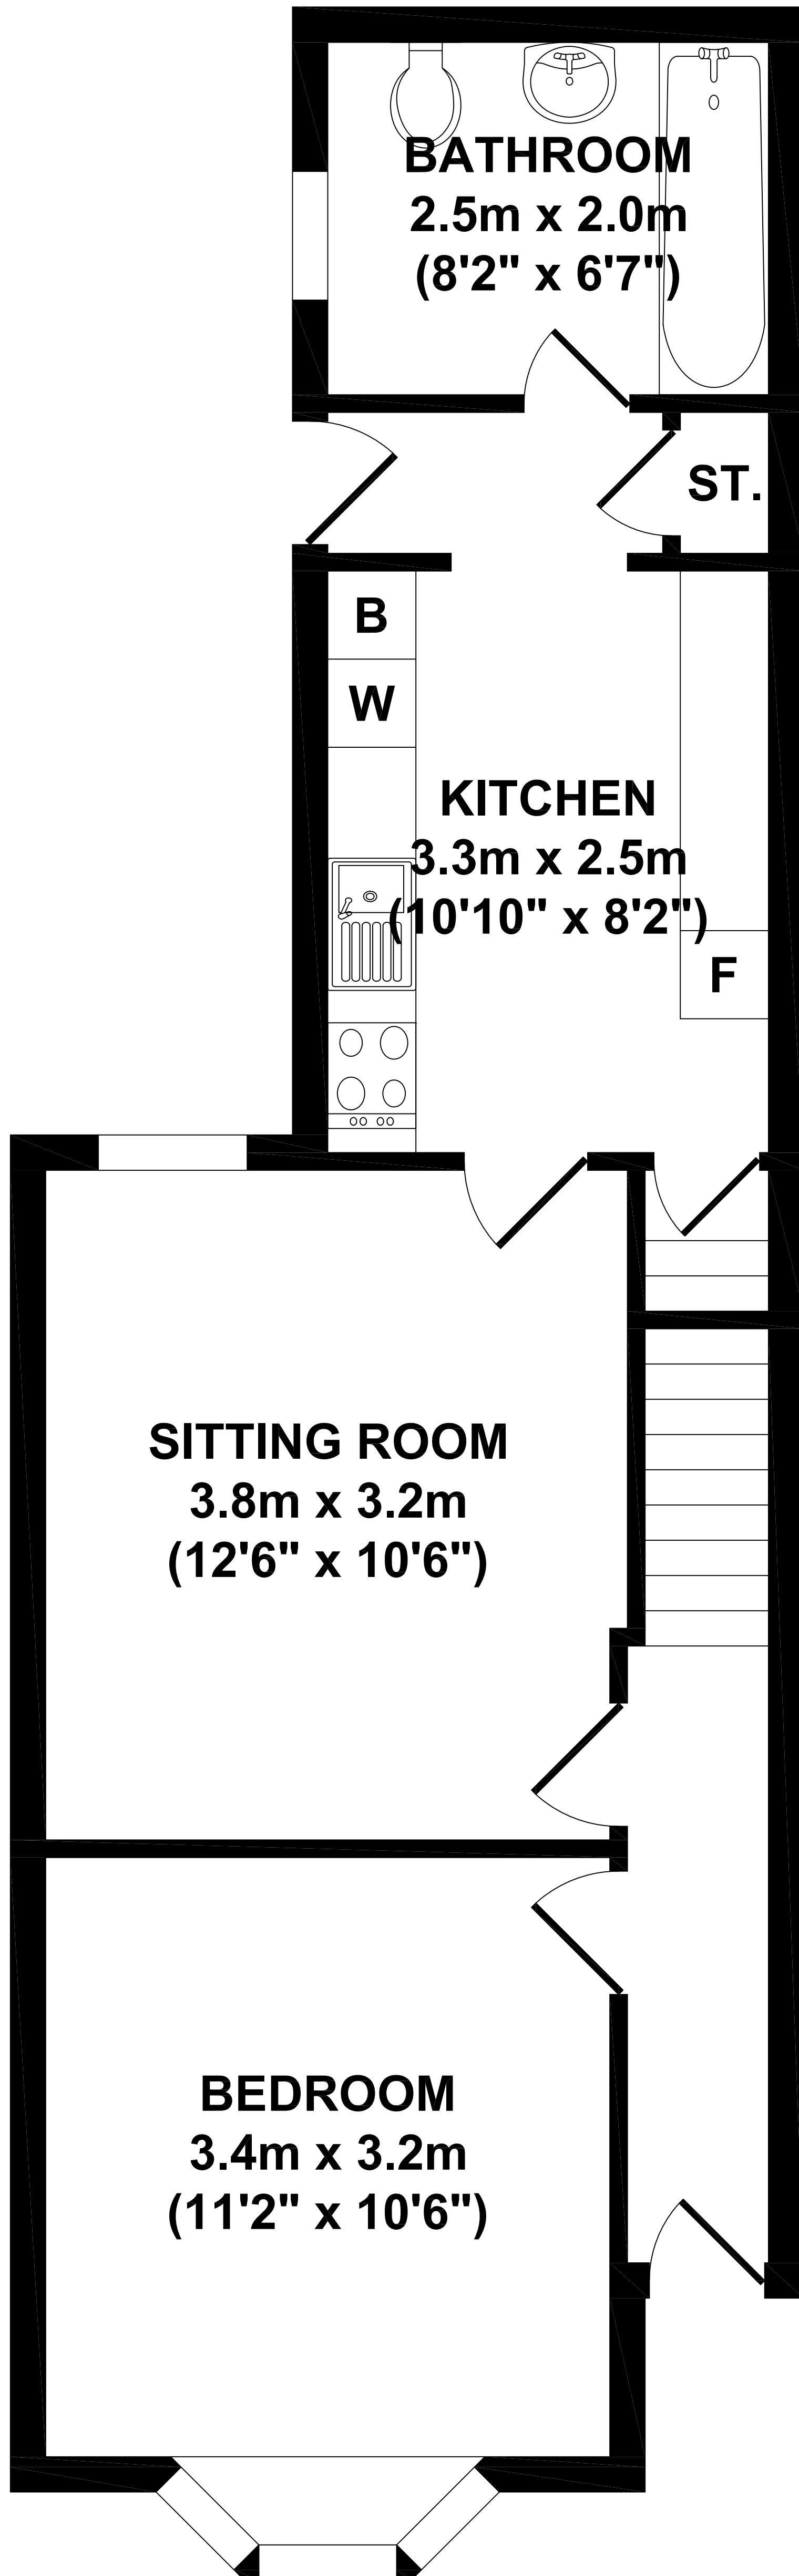 BATHROOM
2.5m x 2.0m
(8'2" x 6'7")
ST.
B
W
KITCHEN
3.3m x 2.5m
(10'10" x 8'2")
F
SITTING ROOM
3.8m x 3.2m
(12'6" x 10'6")
BEDROOM
3.4m x 3.2m
(11'2" x 10'6")